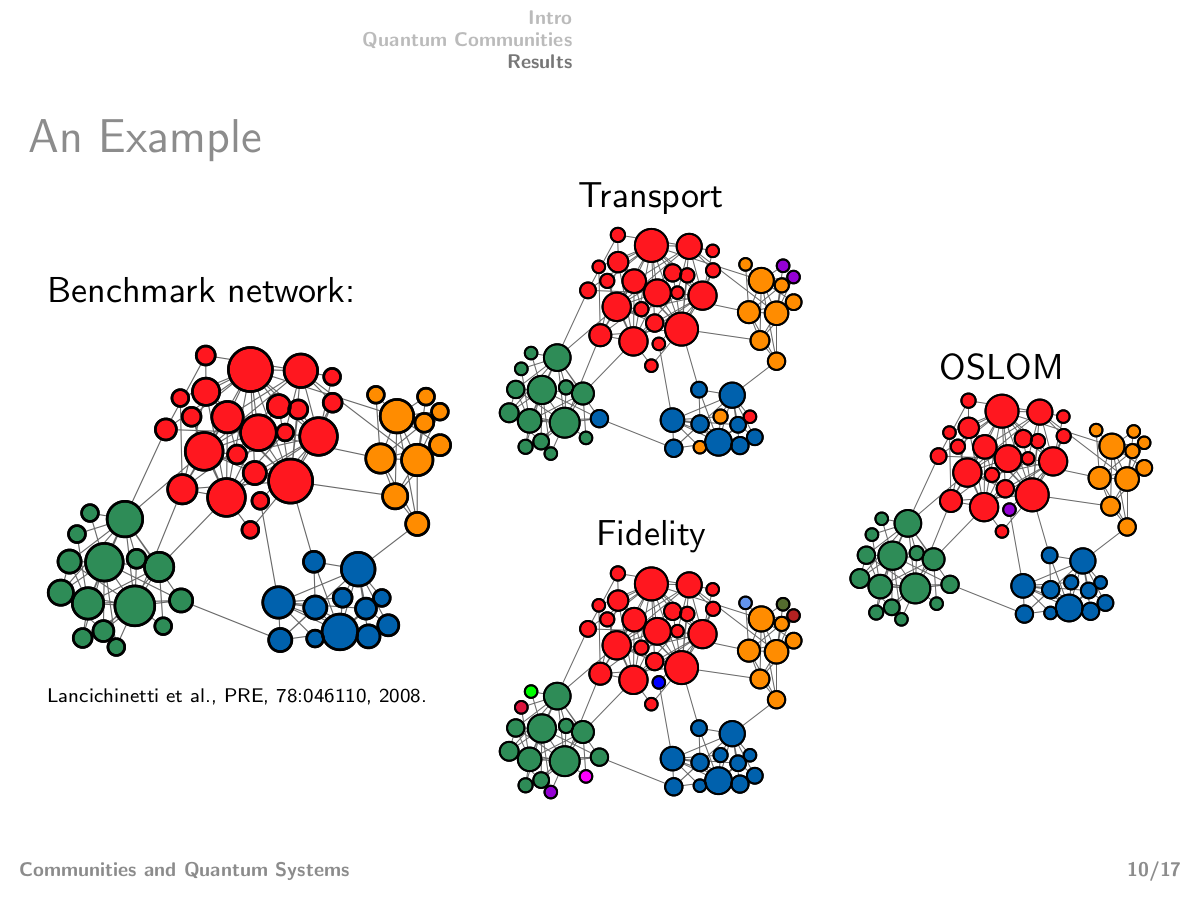 Intro
Quantum Communities
Results
An Example
Benchmark network:
Lancichinetti et al., PRE, 78:046110, 2008.
Transport
Fidelity
OSLOM
Communities and Quantum Systems
10/17